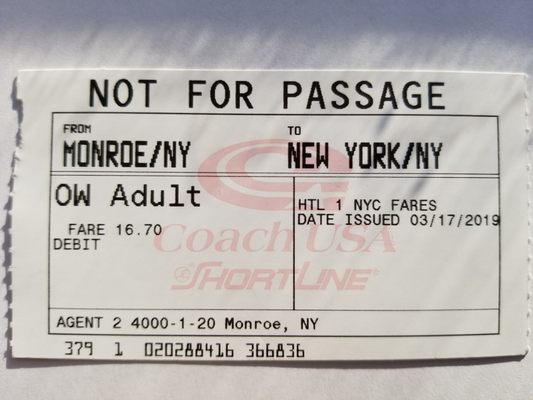 NOT FOR PASSAGE
FROM TO
MONROE/NY NEW YORK/NY
OW Adult
HTL 1 NYC FARES
DATE ISSUED 03/17/2019
FARE 16.70
DEBIT
Coach USA
SHORTLINE
AGENT 2 4000-1-20 Monroe, NY
379 1 020288416 366836